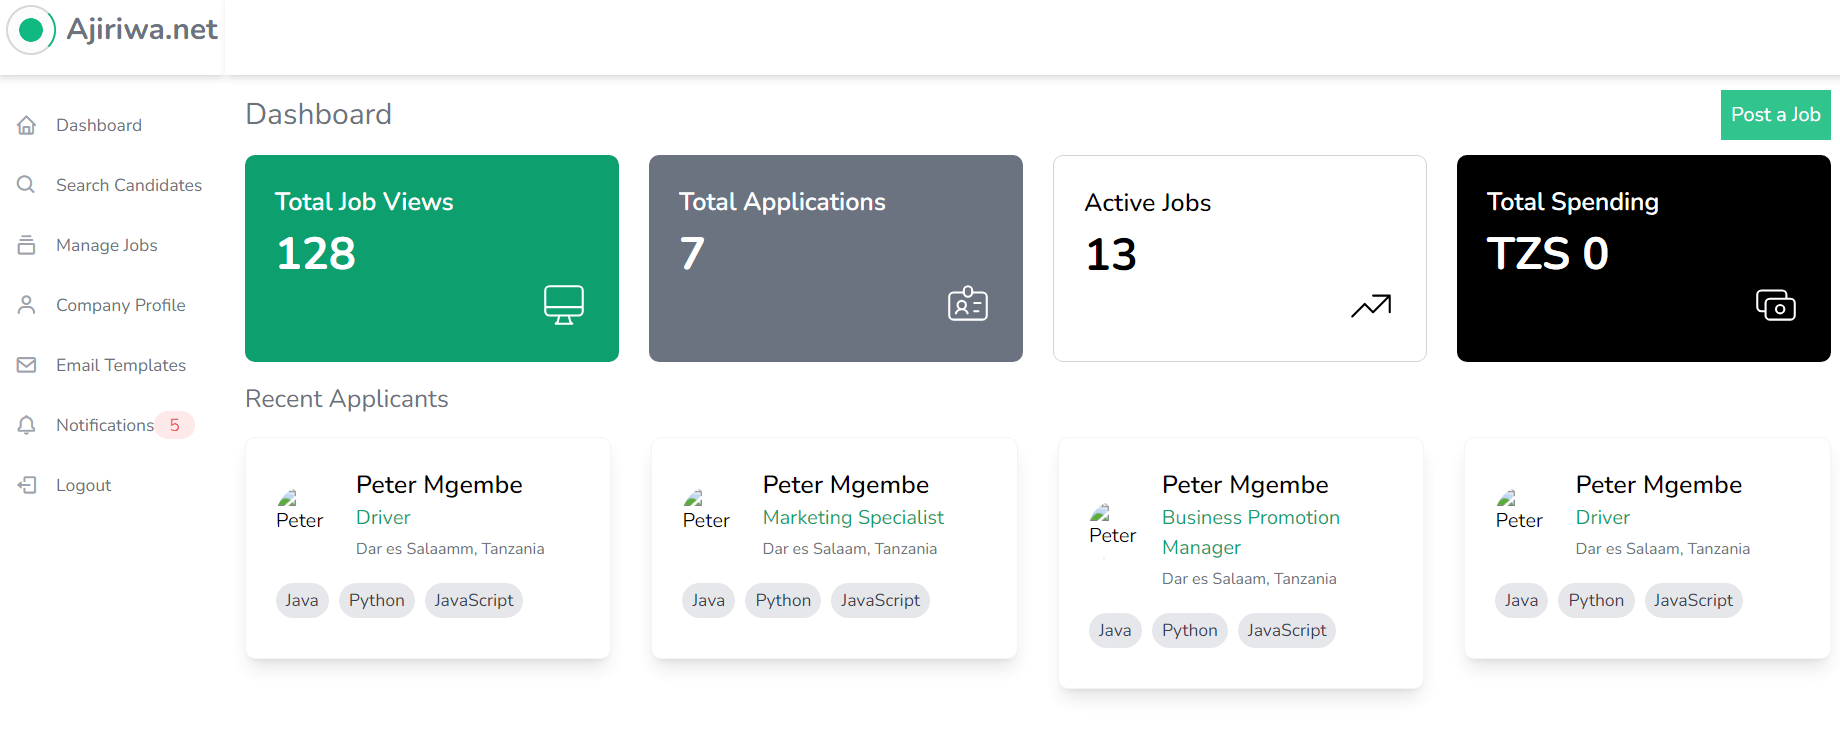 Ajiriwa.net
Dashboard
Search Candidates
Manage Jobs
Company Profile
Email Templates
Notifications 5
Logout
Dashboard
Post a Job
Total Job Views
128
Total Applications
7
Active Jobs
13
Total Spending
TZS 0
Recent Applicants
Peter Mgembe
Peter
Driver
Dar es Salaamm, Tanzania
Java Python JavaScript
Peter Mgembe
Peter
Marketing Specialist
Dar es Salaam, Tanzania
Java Python JavaScript
Peter Mgembe
Peter
Business Promotion
Manager
Dar es Salaam, Tanzania
Java Python JavaScript
Peter Mgembe
Peter
Driver
Dar es Salaam, Tanzania
Java Python JavaScript